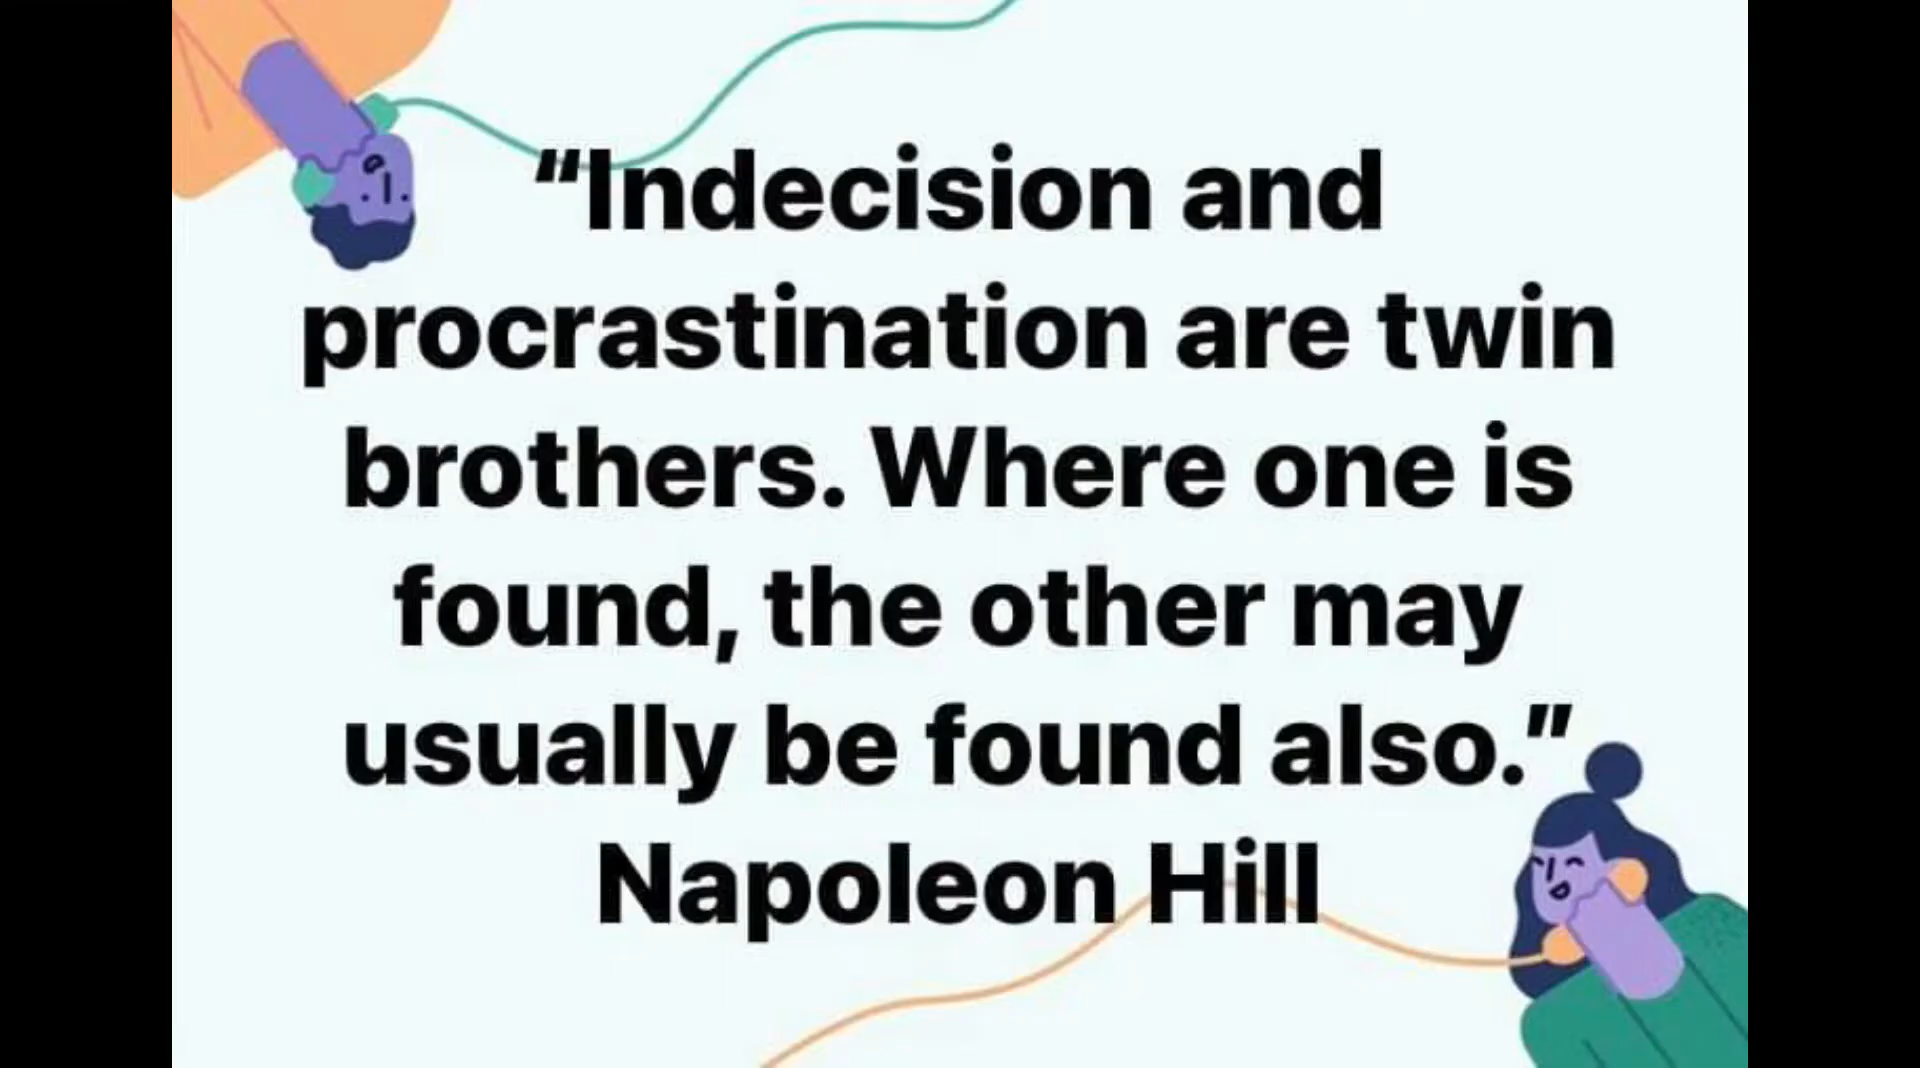 “Indecision and
procrastination are twin
brothers. Where one is
found, the other may
usually be found also.”
Napoleon Hill